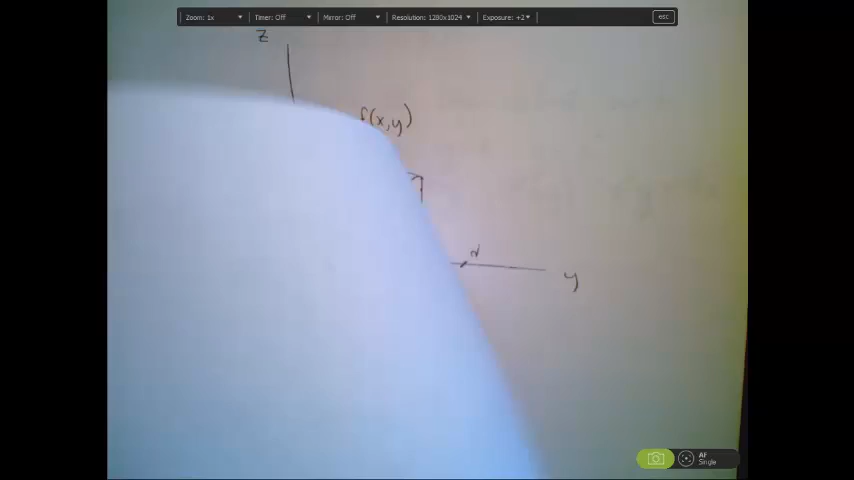 Zoom: 1x Timer: Off Mirror: Off Resolution: 1280x1024 Exposure: +2 esc
z
f(x,y)
d
y
AF
Single